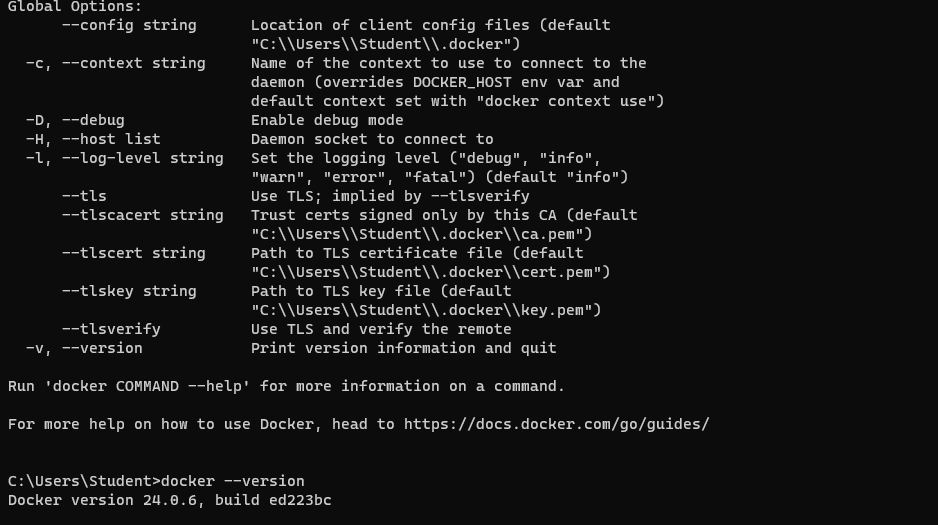 Global Options:
      --config string      Location of client config files (default
                           "C:\\Users\\Student\\.docker")
  -c, --context string     Name of the context to use to connect to the
                           daemon (overrides DOCKER_HOST env var and
                           default context set with "docker context use")
  -D, --debug              Enable debug mode
  -H, --host list          Daemon socket to connect to
  -l, --log-level string   Set the logging level ("debug", "info",
                           "warn", "error", "fatal") (default "info")
      --tls                Use TLS; implied by --tlsverify
      --tlscacert string   Trust certs signed only by this CA (default
                           "C:\\Users\\Student\\.docker\\ca.pem")
      --tlscert string     Path to TLS certificate file (default
                           "C:\\Users\\Student\\.docker\\cert.pem")
      --tlskey string      Path to TLS key file (default
                           "C:\\Users\\Student\\.docker\\key.pem")
      --tlsverify          Use TLS and verify the remote
  -v, --version            Print version information and quit

Run 'docker COMMAND --help' for more information on a command.

For more help on how to use Docker, head to https://docs.docker.com/go/guides/

C:\Users\Student>docker --version
Docker version 24.0.6, build ed223bc